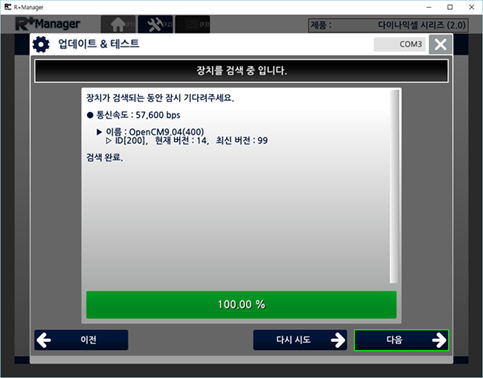 R+Manager
R+Manager
제품 : 다이나믹셀 시리즈 (2.0)
업데이트 & 테스트
COM3
장치를 검색 중 입니다.
장치가 검색되는 동안 잠시 기다려주세요.
● 통신속도 : 57,600 bps
▶ 이름 : OpenCM9.04(400)
▷ ID[200], 현재 버전 : 14, 최신 버전 : 99
검색 완료.
100.00 %
이전
다시 시도
다음